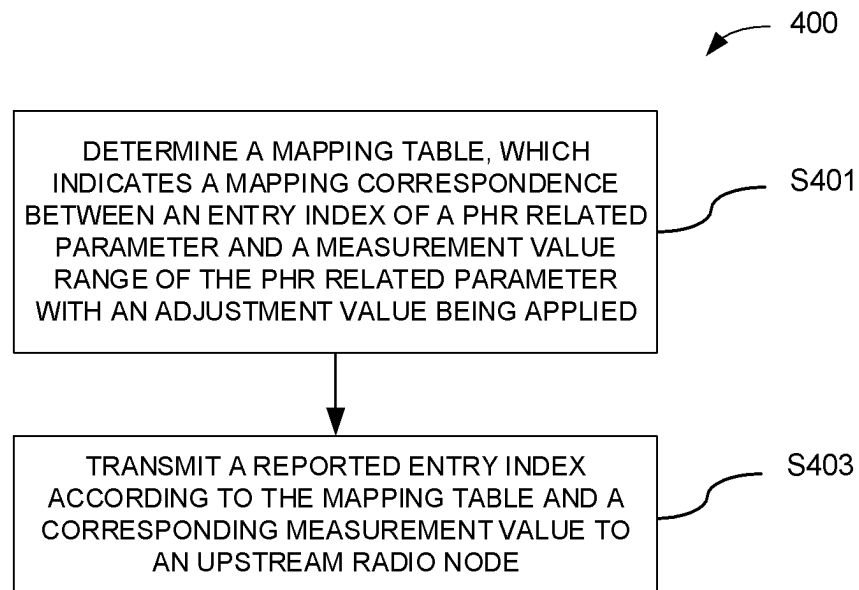 400
DETERMINE A MAPPING TABLE, WHICH
INDICATES A MAPPING CORRESPONDENCE
BETWEEN AN ENTRY INDEX OF A PHR RELATED
PARAMETER AND A MEASUREMENT VALUE
RANGE OF THE PHR RELATED PARAMETER
WITH AN ADJUSTMENT VALUE BEING APPLIED
S401
TRANSMIT A REPORTED ENTRY INDEX
ACCORDING TO THE MAPPING TABLE AND A
CORRESPONDING MEASUREMENT VALUE TO
AN UPSTREAM RADIO NODE
S403